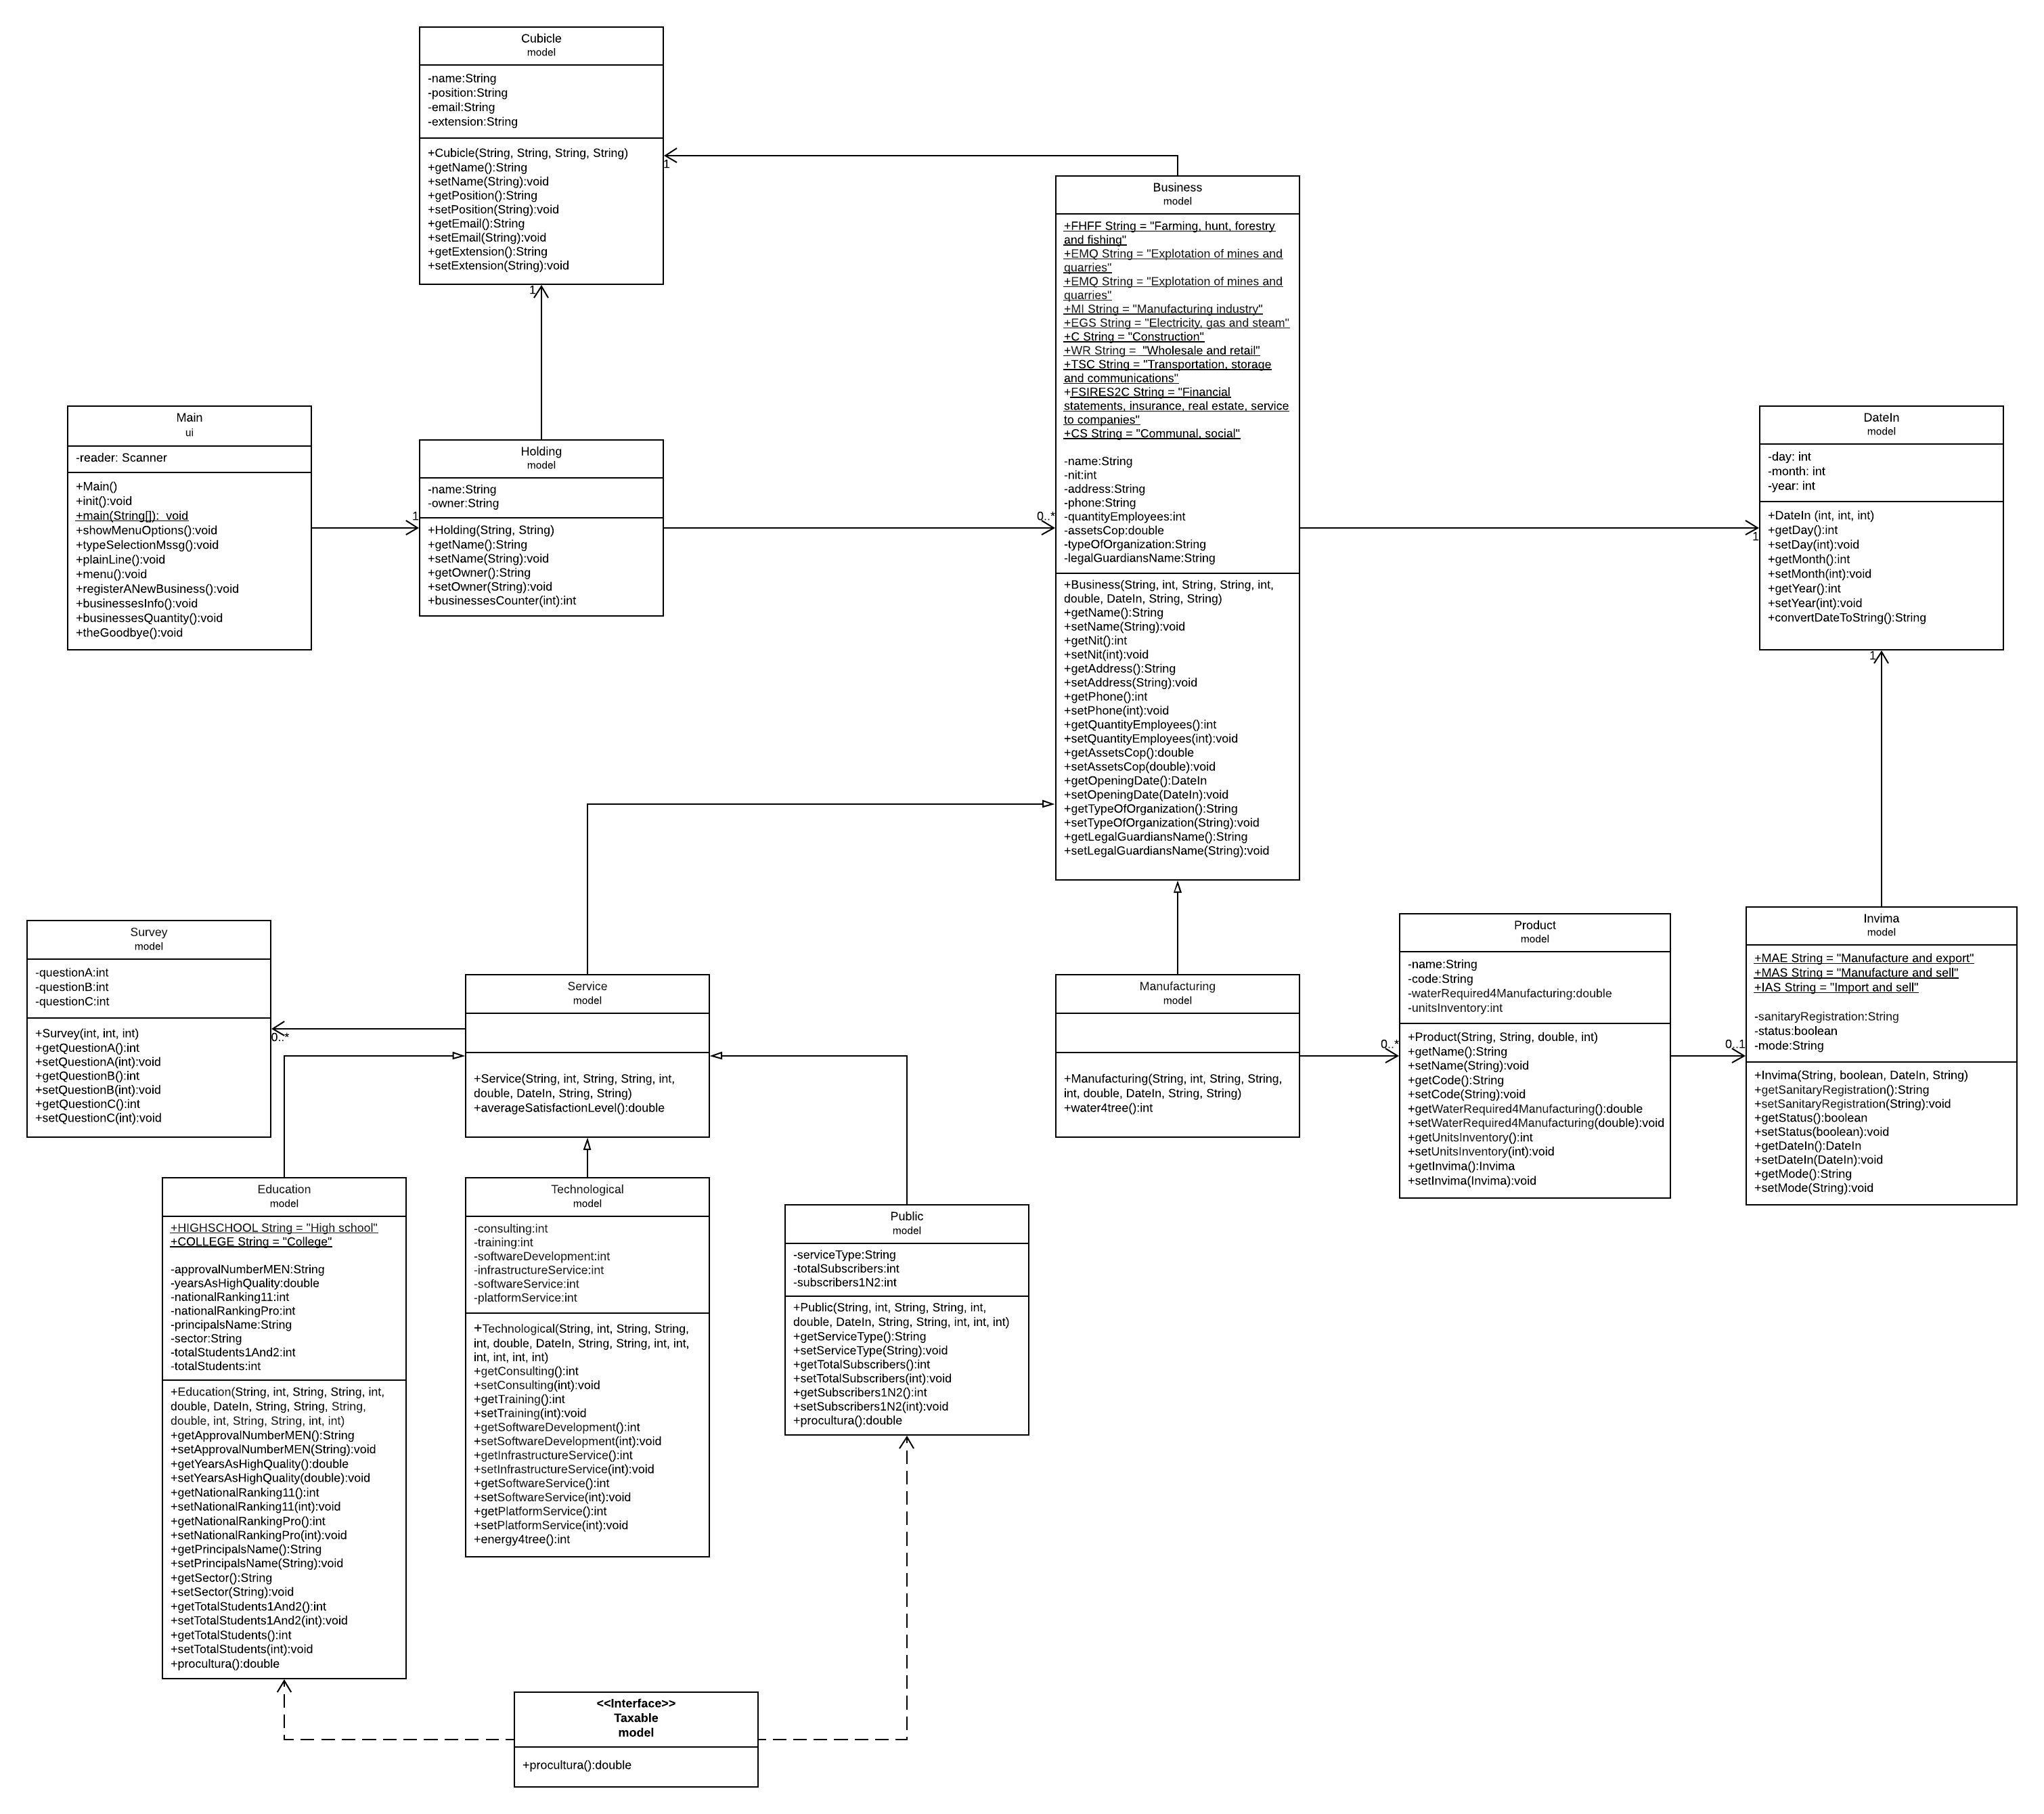 Cubicle
model
-name:String
-position:String
-email:String
-extension:String
+Cubicle(String, String, String, String)
+getName():String
+setName(String):void
+getPosition():String
+setPosition(String):void
+getEmail():String
+setEmail(String):void
+getExtension():String
+setExtension(String):void
1
1
Business
model
+FHFF String = "Farming, hunt, forestry
and fishing"
+EMQ String = "Explotation of mines and
quarries"
+EMQ String = "Explotation of mines and
quarries"
+MI String = "Manufacturing industry"
+EGS String = "Electricity, gas and steam"
+C String = "Construction"
+WR String =  "Wholesale and retail"
+TSC String = "Transportation, storage
and communications"
+FSIRES2C String = "Financial
statements, insurance, real estate, service
to companies"
+CS String = "Communal, social"
-name:String
-nit:int
-address:String
-phone:String
-quantityEmployees:int
-assetsCop:double
-typeOfOrganization:String
-legalGuardiansName:String
+Business(String, int, String, String, int,
double, DateIn, String, String)
+getName():String
+setName(String):void
+getNit():int
+setNit(int):void
+getAddress():String
+setAddress(String):void
+getPhone():int
+setPhone(int):void
+getQuantityEmployees():int
+setQuantityEmployees(int):void
+getAssetsCop():double
+setAssetsCop(double):void
+getOpeningDate():DateIn
+setOpeningDate(DateIn):void
+getTypeOfOrganization():String
+setTypeOfOrganization(String):void
+getLegalGuardiansName():String
+setLegalGuardiansName(String):void
Main
ui
-reader: Scanner
+Main()
+init():void
+main(String[]):  void
+showMenuOptions():void
+typeSelectionMssg():void
+plainLine():void
+menu():void
+registerANewBusiness():void
+businessesInfo():void
+businessesQuantity():void
+theGoodbye():void
1
Holding
model
-name:String
-owner:String
+Holding(String, String)
+getName():String
+setName(String):void
+getOwner():String
+setOwner(String):void
+businessesCounter(int):int
0..*
1
DateIn
model
-day: int
-month: int
-year: int
+DateIn (int, int, int)
+getDay():int
+setDay(int):void
+getMonth():int
+setMonth(int):void
+getYear():int
+setYear(int):void
+convertDateToString():String
1
Survey
model
-questionA:int
-questionB:int
-questionC:int
+Survey(int, int, int)
+getQuestionA():int
+setQuestionA(int):void
+getQuestionB():int
+setQuestionB(int):void
+getQuestionC():int
+setQuestionC(int):void
0..*
Service
model
+Service(String, int, String, String, int,
double, DateIn, String, String)
+averageSatisfactionLevel():double
Manufacturing
model
+Manufacturing(String, int, String, String,
int, double, DateIn, String, String)
+water4tree():int
0..*
Product
model
-name:String
-code:String
-waterRequired4Manufacturing:double
-unitsInventory:int
+Product(String, String, double, int)
+getName():String
+setName(String):void
+getCode():String
+setCode(String):void
+getWaterRequired4Manufacturing():double
+setWaterRequired4Manufacturing(double):void
+getUnitsInventory():int
+setUnitsInventory(int):void
+getInvima():Invima
+setInvima(Invima):void
0..1
Invima
model
+MAE String = "Manufacture and export"
+MAS String = "Manufacture and sell"
+IAS String = "Import and sell"
-sanitaryRegistration:String
-status:boolean
-mode:String
+Invima(String, boolean, DateIn, String)
+getSanitaryRegistration():String
+setSanitaryRegistration(String):void
+getStatus():boolean
+setStatus(boolean):void
+getDateIn():DateIn
+setDateIn(DateIn):void
+getMode():String
+setMode(String):void
Education
model
+HIGHSCHOOL String = "High school"
+COLLEGE String = "College"
-approvalNumberMEN:String
-yearsAsHighQuality:double
-nationalRanking11:int
-nationalRankingPro:int
-principalsName:String
-sector:String
-totalStudents1And2:int
-totalStudents:int
+Education(String, int, String, String, int,
double, DateIn, String, String, String,
double, int, String, String, int, int)
+getApprovalNumberMEN():String
+setApprovalNumberMEN(String):void
+getYearsAsHighQuality():double
+setYearsAsHighQuality(double):void
+getNationalRanking11():int
+setNationalRanking11(int):void
+getNationalRankingPro():int
+setNationalRankingPro(int):void
+getPrincipalsName():String
+setPrincipalsName(String):void
+getSector():String
+setSector(String):void
+getTotalStudents1And2():int
+setTotalStudents1And2(int):void
+getTotalStudents():int
+setTotalStudents(int):void
+procultura():double
Technological
model
-consulting:int
-training:int
-softwareDevelopment:int
-infrastructureService:int
-softwareService:int
-platformService:int
+Technological(String, int, String, String,
int, double, DateIn, String, String, int, int,
int, int, int, int)
+getConsulting():int
+setConsulting(int):void
+getTraining():int
+setTraining(int):void
+getSoftwareDevelopment():int
+setSoftwareDevelopment(int):void
+getInfrastructureService():int
+setInfrastructureService(int):void
+getSoftwareService():int
+setSoftwareService(int):void
+getPlatformService():int
+setPlatformService(int):void
+energy4tree():int
Public
model
-serviceType:String
-totalSubscribers:int
-subscribers1N2:int
+Public(String, int, String, String, int,
double, DateIn, String, String, int, int, int)
+getServiceType():String
+setServiceType(String):void
+getTotalSubscribers():int
+setTotalSubscribers(int):void
+getSubscribers1N2():int
+setSubscribers1N2(int):void
+procultura():double
<<Interface>>
Taxable
model
+procultura():double